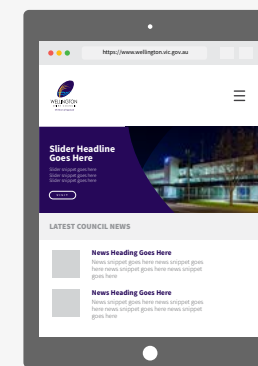 https://www.wellington.vic.gov.au
WELLINGTON
Slider Headline
Goes Here
Slider snippet goes here
Slider snippet goes here
Slider snippet goes here
LATEST COUNCIL NEWS
News Heading Goes Here
News snippet goes here news snippet goes
here news snippet goes here news snippet
goes here
News Heading Goes Here
News snippet goes here news snippet goes
here news snippet goes here news snippet
goes here